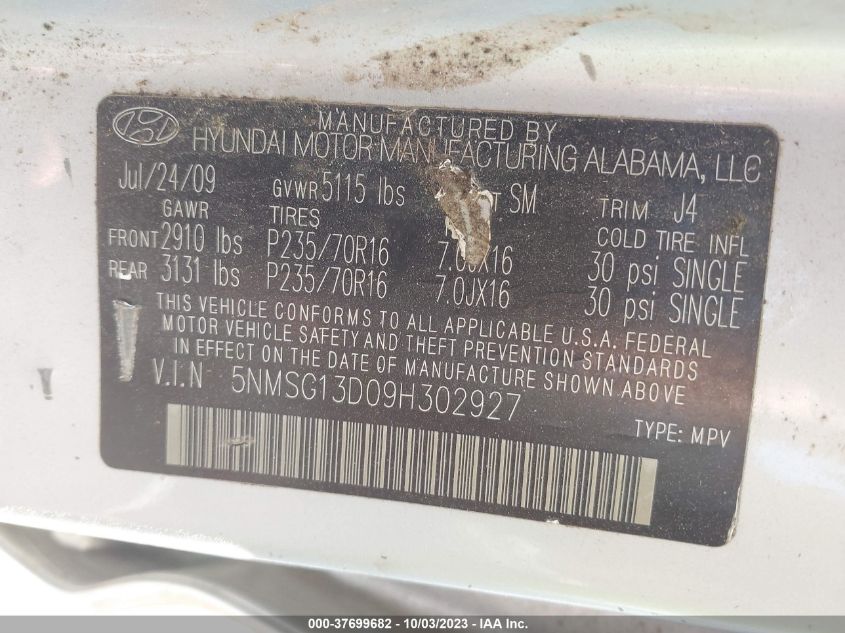 MANUFACTURED BY
HYUNDAI MOTOR MANUFACTURING ALABAMA, LLC
Jul/24/09 GVWR 5115 lbs SM TRIM J4
GAWR TIRES COLD TIRE INFL
FRONT 2910 lbs P235/70R16 7.0JX16 30 psi SINGLE
REAR 3131 lbs P235/70R16 7.0JX16 30 psi SINGLE
THIS VEHICLE CONFORMS TO ALL APPLICABLE U.S.A. FEDERAL
MOTOR VEHICLE SAFETY AND THEFT PREVENTION STANDARDS
IN EFFECT ON THE DATE OF MANUFACTURE SHOWN ABOVE.
V.I.N 5NMSG13D09H302927
TYPE: MPV
000-37699682 - 10/03/2023 - © IAA, Inc.